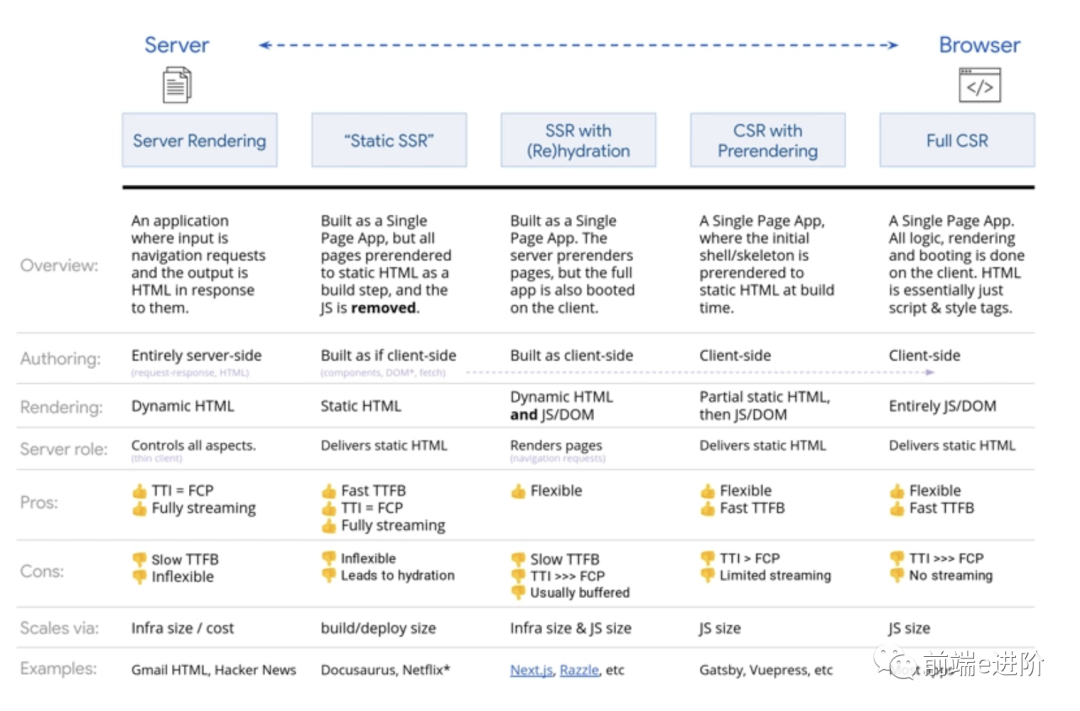 Server
Browser
</>
Server Rendering
“Static SSR”
SSR with
(Re)hydration
CSR with
Prerendering
Full CSR
Overview:
An application
where input is
navigation requests
and the output is
HTML in response
to them.
Built as a Single
Page App, but all
pages prerendered
to static HTML as a
build step, and the
JS is removed.
Built as a Single
Page App. The
server prerenders
pages, but the full
app is also booted
on the client.
A Single Page App,
where the initial
shell/skeleton is
prerendered to
static HTML at build
time.
A Single Page App.
All logic, rendering
and booting is done
on the client. HTML
is essentially just
script & style tags.
Authoring:
Entirely server-side
(request-response, HTML)
Built as if client-side
(components, DOM*, fetch)
Built as client-side
Client-side
Client-side
Rendering:
Dynamic HTML
Static HTML
Dynamic HTML
and JS/DOM
Partial static HTML,
then JS/DOM
Entirely JS/DOM
Server role:
Controls all aspects.
(thin client)
Delivers static HTML
Renders pages
(navigation requests)
Delivers static HTML
Delivers static HTML
Pros:
TTI = FCP
Fully streaming
Fast TTFB
TTI = FCP
Fully streaming
Flexible
Flexible
Fast TTFB
Flexible
Fast TTFB
Cons:
Slow TTFB
Inflexible
Inflexible
Leads to hydration
Slow TTFB
TTI >>> FCP
Usually buffered
TTI > FCP
Limited streaming
TTI >>> FCP
No streaming
Scales via:
Infra size / cost
build/deploy size
Infra size & JS size
JS size
JS size
Examples:
Gmail HTML, Hacker News
Docusaurus, Netflix*
Next.js, Razzle, etc
Gatsby, Vuepress, etc
前端e进阶